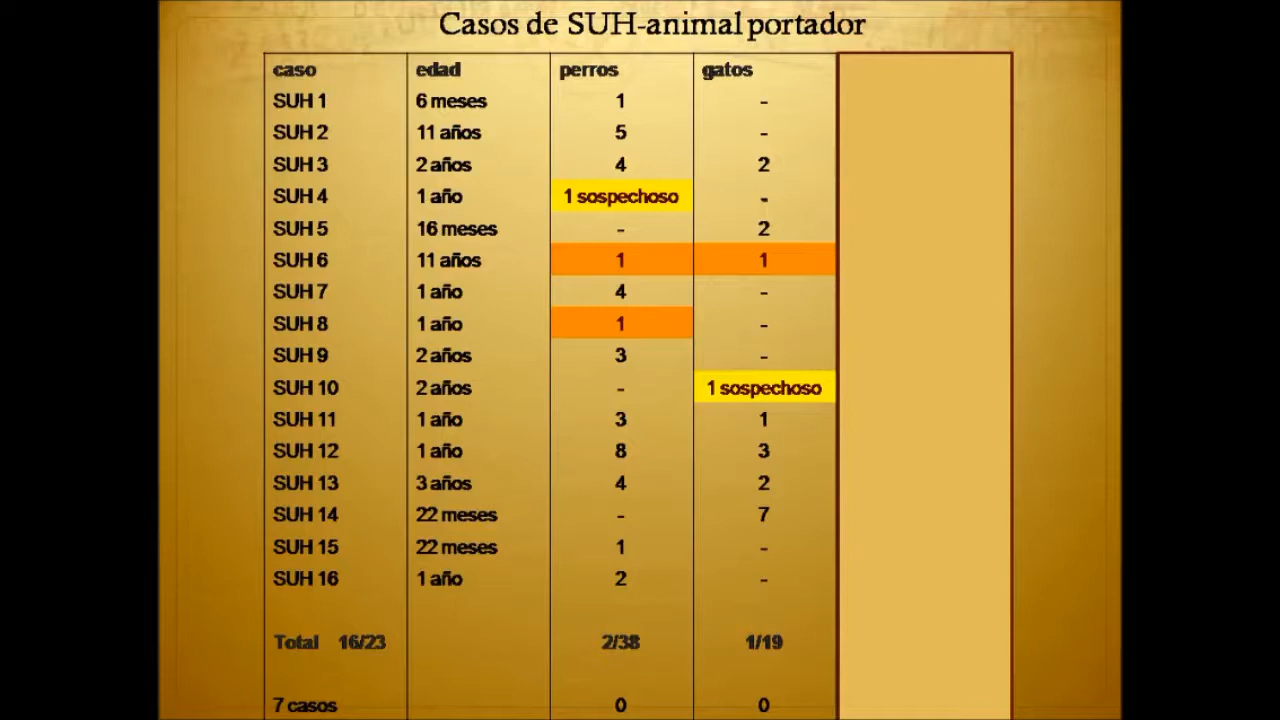 Casos de SUH-animal portador
caso edad perros gatos
SUH 1 6 meses 1 -
SUH 2 11 años 5 -
SUH 3 2 años 4 2
SUH 4 1 año 1 sospechoso -
SUH 5 16 meses - 2
SUH 6 11 años 1 1
SUH 7 1 año 4 -
SUH 8 1 año 1 -
SUH 9 2 años 3 -
SUH 10 2 años - 1 sospechoso
SUH 11 1 año 3 1
SUH 12 1 año 8 3
SUH 13 3 años 4 2
SUH 14 22 meses - 7
SUH 15 22 meses 1 -
SUH 16 1 año 2 -
Total 16/23 2/38 1/19
7 casos 0 0